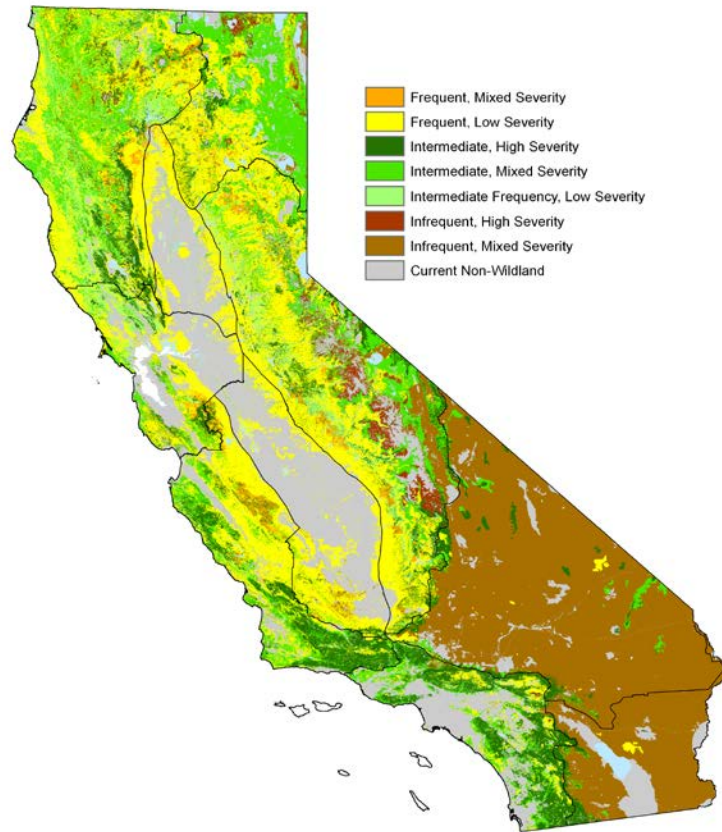 Frequent, Mixed Severity
Frequent, Low Severity
Intermediate, High Severity
Intermediate, Mixed Severity
Intermediate Frequency, Low Severity
Infrequent, High Severity
Infrequent, Mixed Severity
Current Non-Wildland